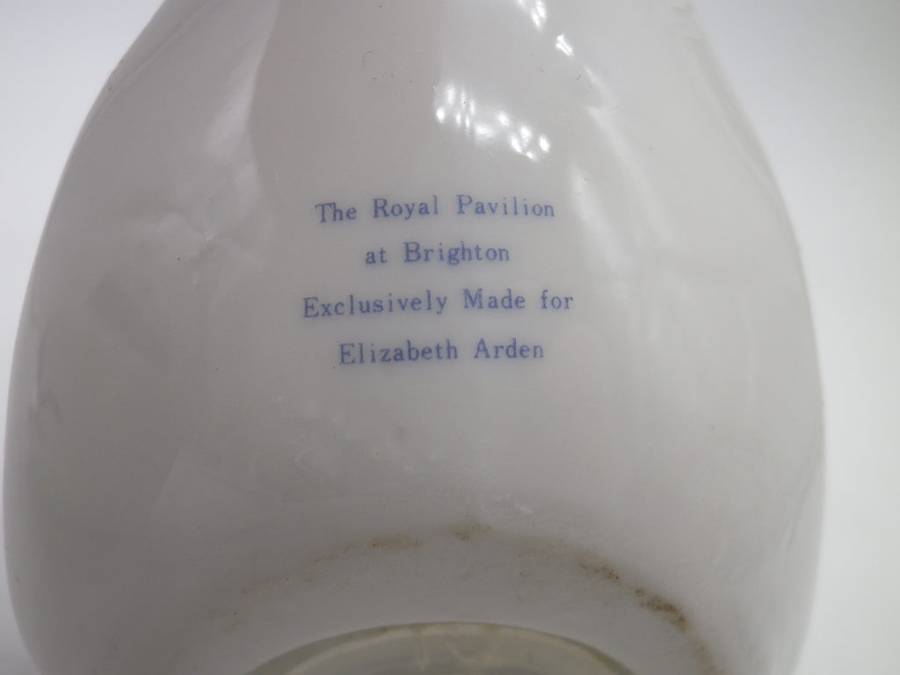 The Royal Pavilion
at Brighton
Exclusively Made for
Elizabeth Arden